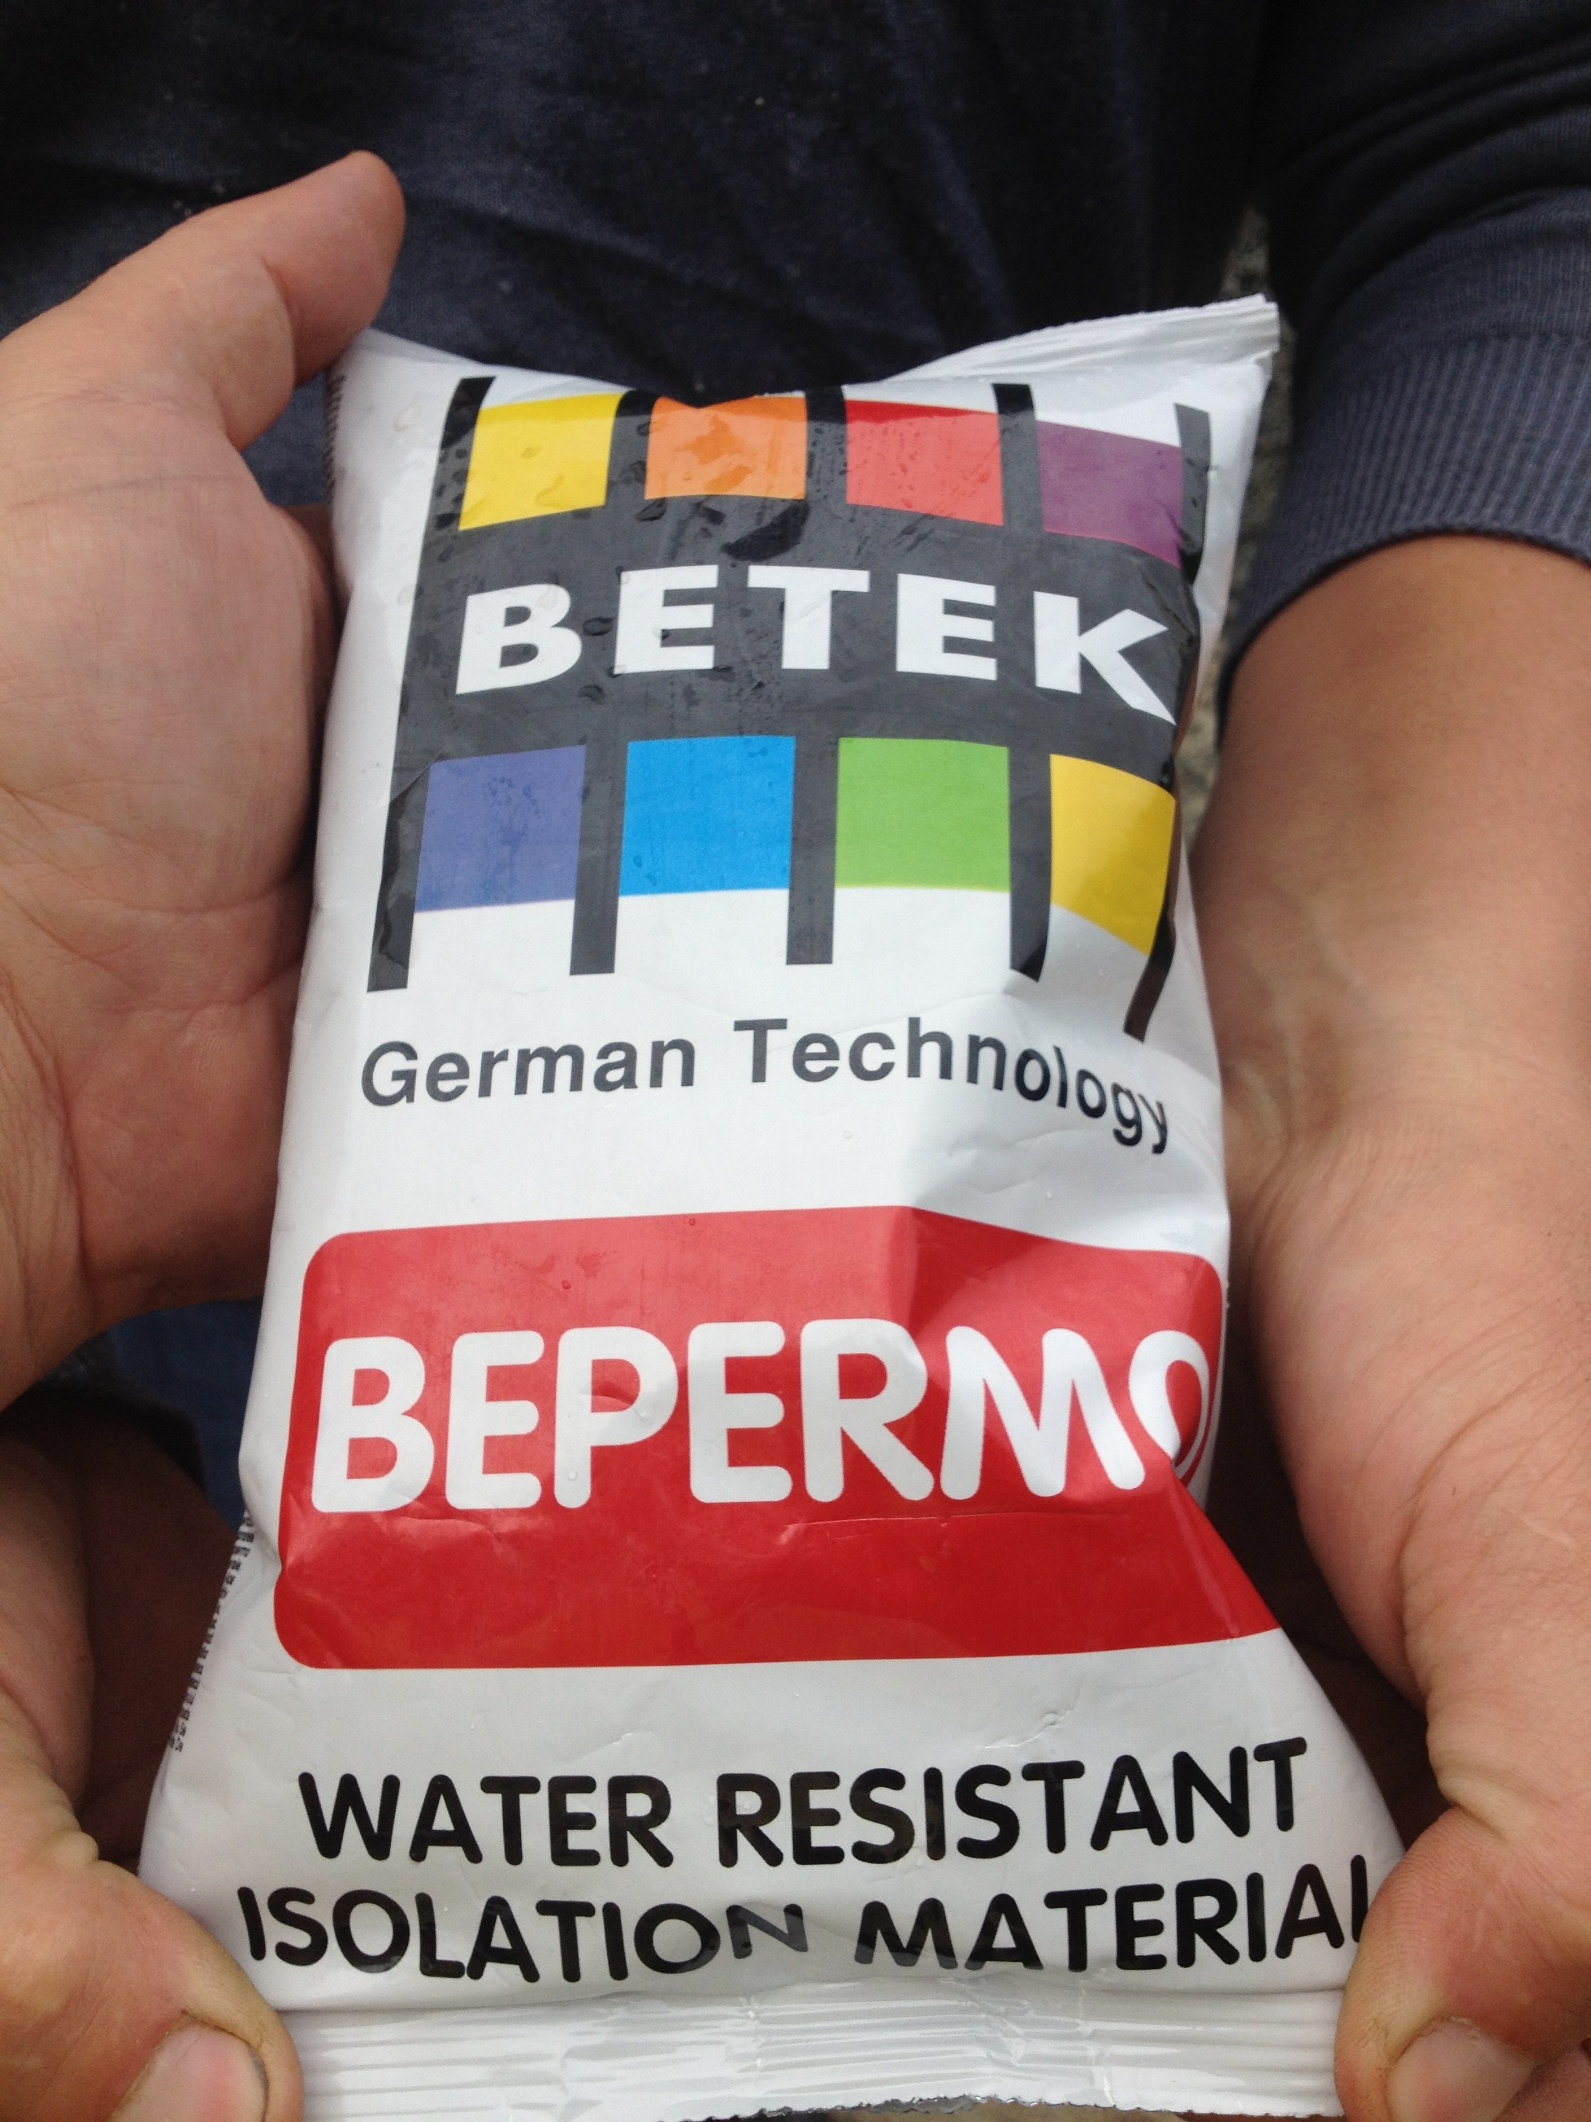 BETEK
German Technology
BEPERMO
WATER RESISTANT
ISOLATION MATERIAL